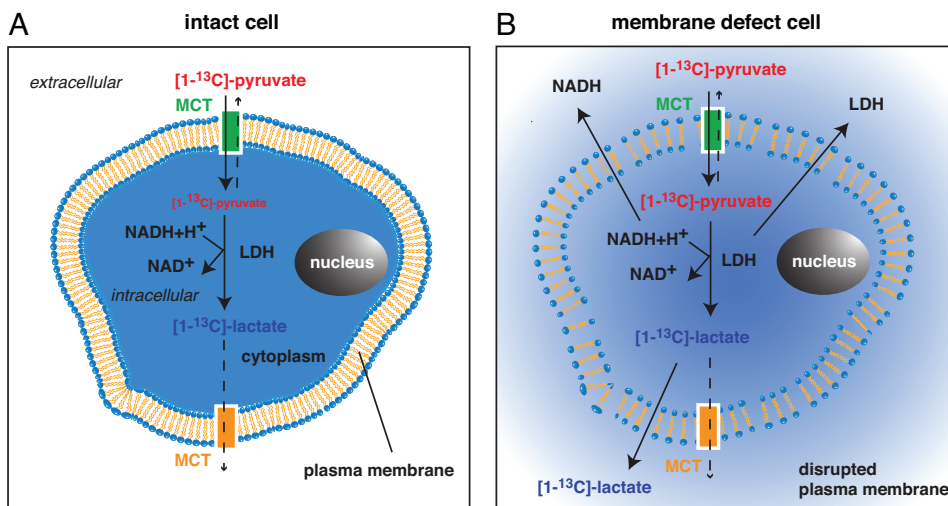 A
intact cell
extracellular
[1-¹³C]-pyruvate
MCT
[1-¹³C]-pyruvate
NADH+H⁺
NAD⁺
LDH
nucleus
intracellular
[1-¹³C]-lactate
cytoplasm
MCT
plasma membrane
B
membrane defect cell
[1-¹³C]-pyruvate
NADH
MCT
LDH
[1-¹³C]-pyruvate
NADH+H⁺
NAD⁺
LDH
nucleus
[1-¹³C]-lactate
MCT
[1-¹³C]-lactate
disrupted
plasma membrane